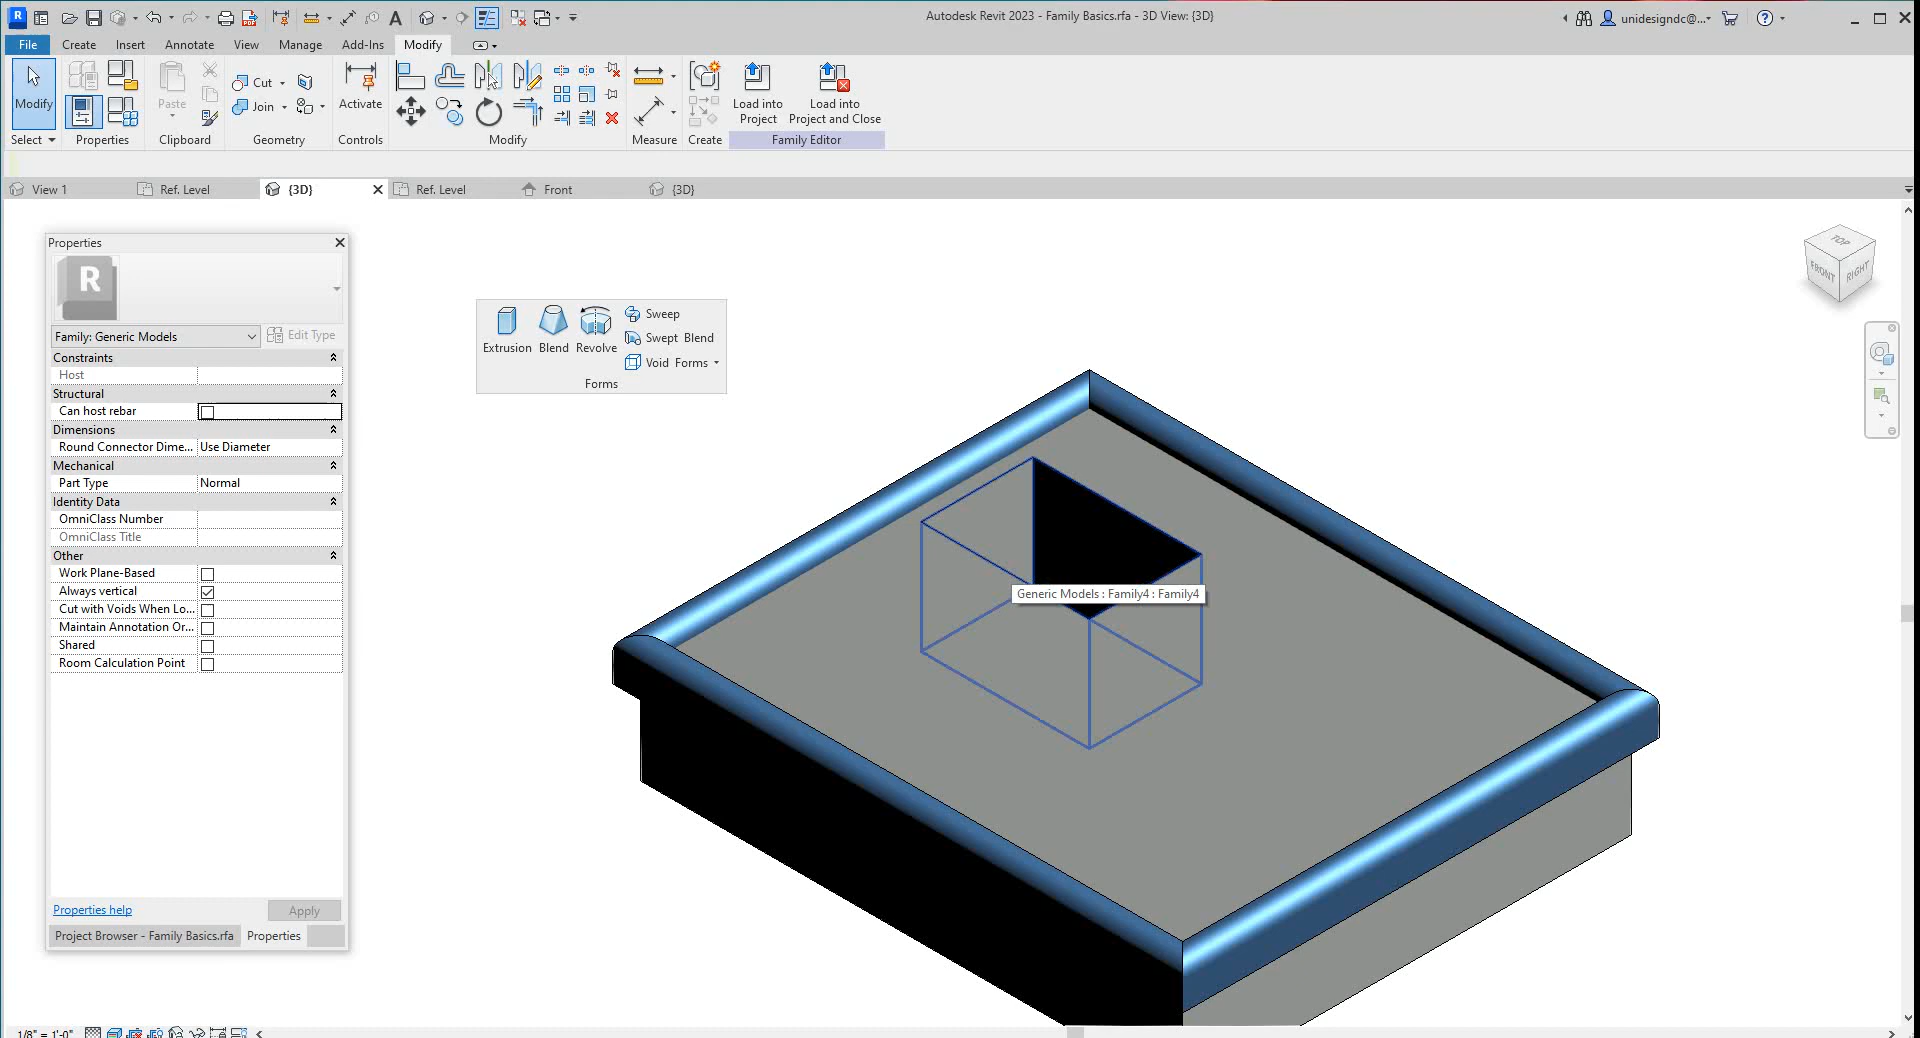 Autodesk Revit 2023 - Family Basics.rfa - 3D View: {3D}
unidesigndc@...
File Create Insert Annotate View Manage Add-Ins Modify
Modify
Paste
Cut
Join
Activate
Load into
Project
Load into
Project and Close
Select Properties Clipboard Geometry Controls Modify Measure Create Family Editor
View 1 Ref. Level {3D} Ref. Level Front {3D}
Properties
R
Family: Generic Models Edit Type
Constraints
Host
Structural
Can host rebar
Dimensions
Round Connector Dime... Use Diameter
Mechanical
Part Type Normal
Identity Data
OmniClass Number
OmniClass Title
Other
Work Plane-Based
Always vertical
Cut with Voids When Lo...
Maintain Annotation Or...
Shared
Room Calculation Point
Properties help Apply
Project Browser - Family Basics.rfa Properties
Extrusion Blend Revolve
Sweep
Swept Blend
Void Forms
Forms
Generic Models : Family4 : Family4
TOP
FRONT RIGHT
1/8" = 1'-0"